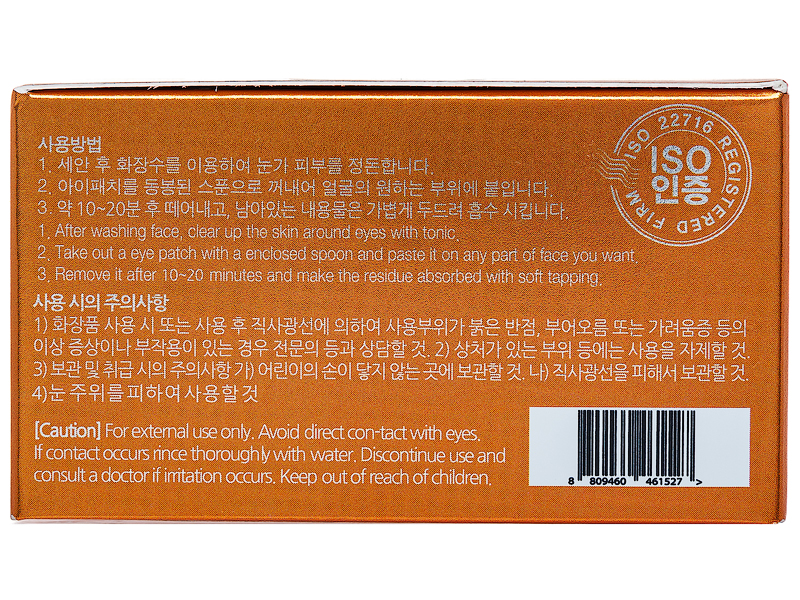 사용방법
1. 세안 후 화장수를 이용하여 눈가 피부를 정돈합니다.
2. 아이패치를 동봉된 스푼으로 꺼내어 얼굴의 원하는 부위에 붙입니다.
3. 약 10~20분 후 떼어내고, 남아있는 내용물은 가볍게 두드려 흡수 시킵니다.
1. After washing face, clear up the skin around eyes with tonic.
2. Take out a eye patch with a enclosed spoon and paste it on any part of face you want.
3. Remove it after 10~20 minutes and make the residue absorbed with soft tapping.
ISO 22716 REGISTERED FIRM
ISO
인증
사용 시의 주의사항
1) 화장품 사용 시 또는 사용 후 직사광선에 의하여 사용부위가 붉은 반점, 부어오름 또는 가려움증 등의
이상 증상이나 부작용이 있는 경우 전문의 등과 상담할 것. 2) 상처가 있는 부위 등에는 사용을 자제할 것.
3) 보관 및 취급 시의 주의사항 가) 어린이의 손이 닿지 않는 곳에 보관할 것. 나) 직사광선을 피해서 보관할 것.
4)눈 주위를 피하여 사용할 것
[Caution] For external use only. Avoid direct con-tact with eyes.
If contact occurs rince thoroughly with water. Discontinue use and
consult a doctor if irritation occurs. Keep out of reach of children.
8 809460 461527 >